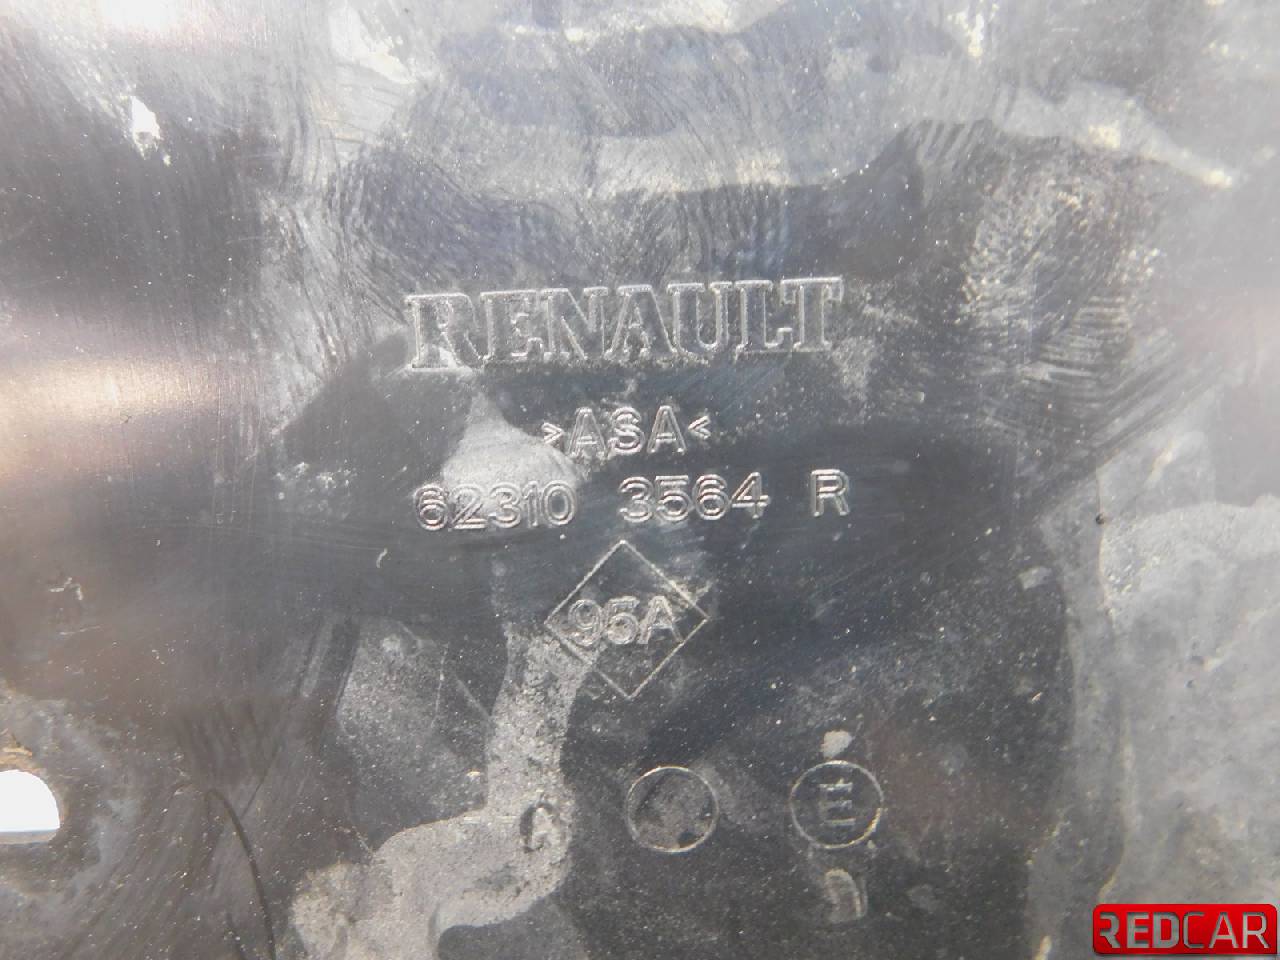 RENAULT
>ASA<
62310 3564 R
95A
A
REDCAR